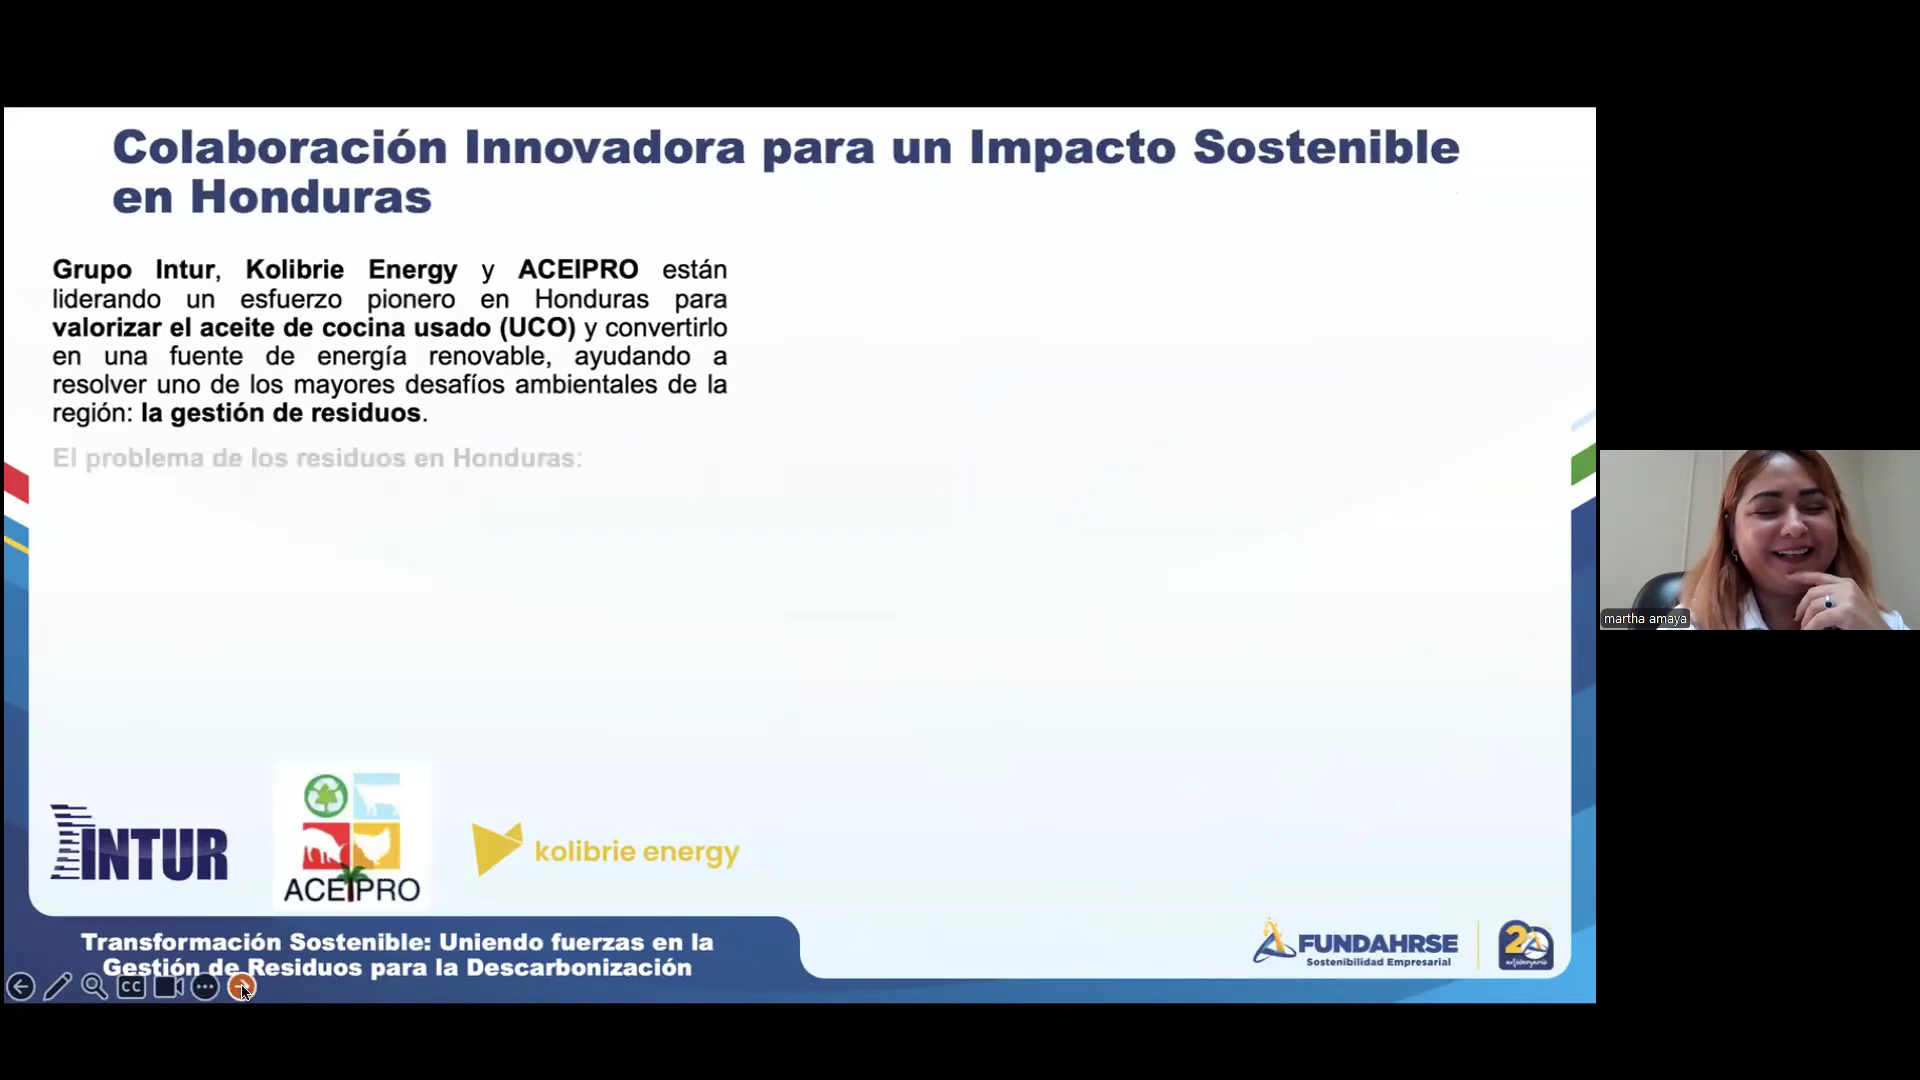 Colaboración Innovadora para un Impacto Sostenible
en Honduras
Grupo Intur, Kolibrie Energy y ACEIPRO están
liderando un esfuerzo pionero en Honduras para
valorizar el aceite de cocina usado (UCO) y convertirlo
en una fuente de energía renovable, ayudando a
resolver uno de los mayores desafíos ambientales de la
región: la gestión de residuos.
El problema de los residuos en Honduras:
martha amaya
INTUR
ACEIPRO
kolibrie energy
Transformación Sostenible: Uniendo fuerzas en la
Gestión de Residuos para la Descarbonización
FUNDAHRSE
Sostenibilidad Empresarial
20
aniversario
CC